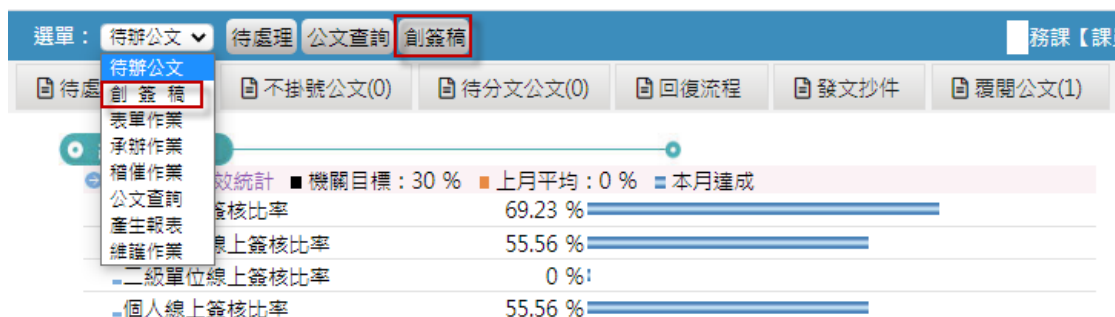 選單： 待辦公文 待處理 公文查詢 創簽稿 務課【課
待辦公文
創 簽 稿
表單作業
承辦作業
稽催作業
公文查詢
產生報表
維護作業
待處 不掛號公文(0) 待分文公文(0) 回復流程 發文抄件 覆閱公文(1)
效統計 ■機關目標：30 % ■上月平均：0 % 本月達成
簽核比率 69.23 %
線上簽核比率 55.56 %
二級單位線上簽核比率 0 %
個人線上簽核比率 55.56 %